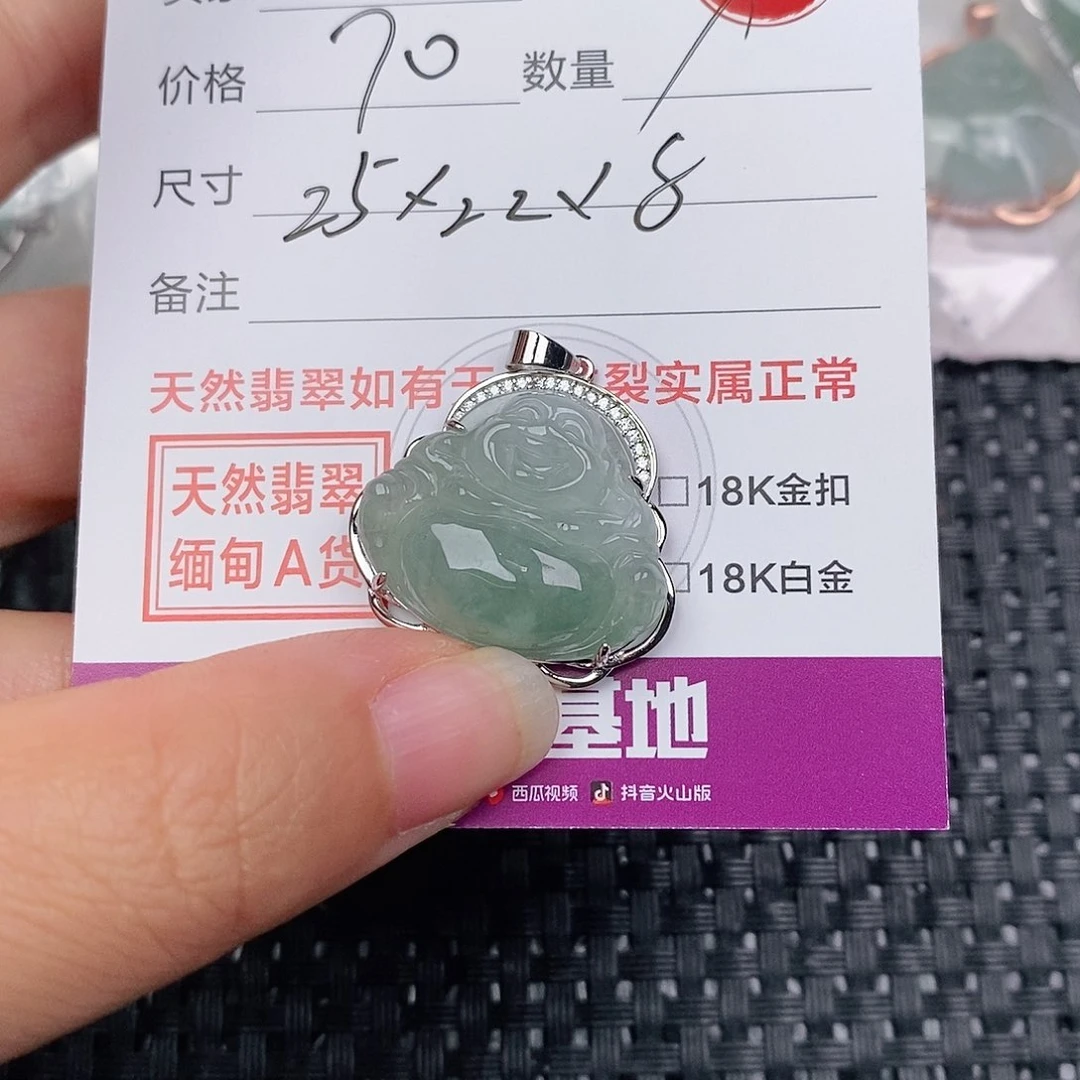 价格 70 数量 1
尺寸 25×22×8
备注
天然翡翠如有 裂实属正常
天然翡翠
缅甸A货
□18K金扣
□18K白金
基地
西瓜视频 抖音火山版